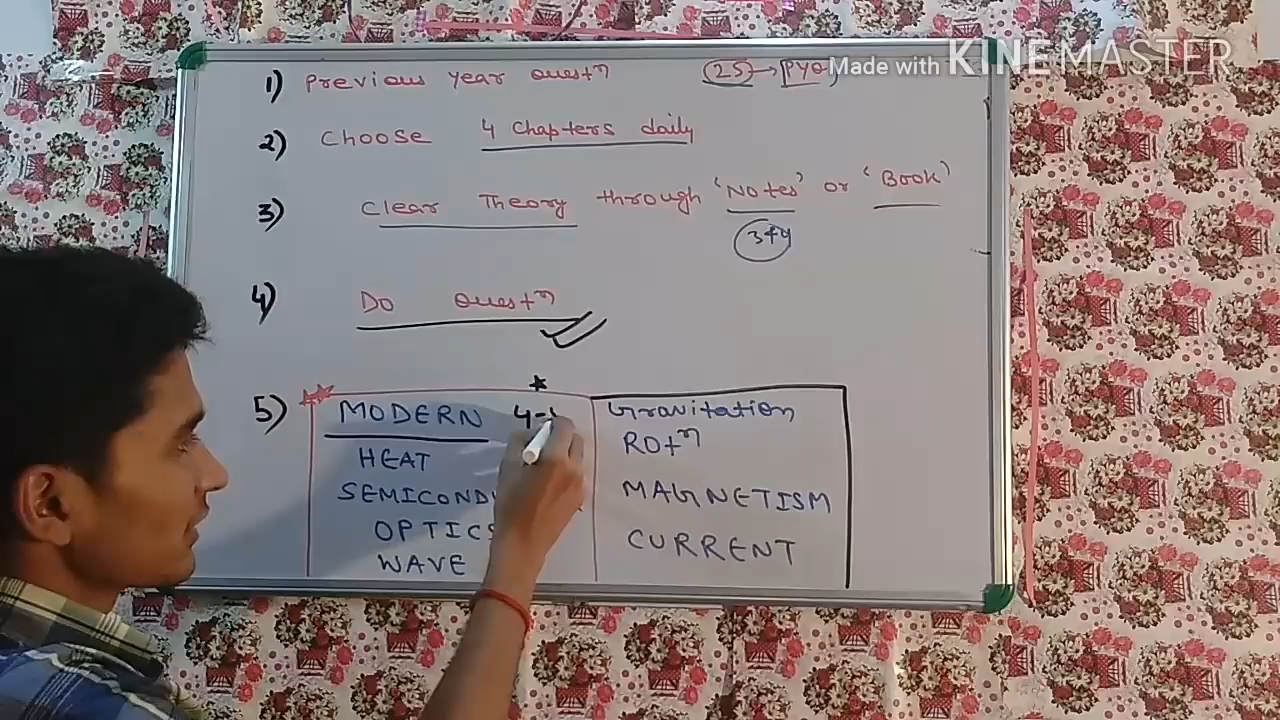 Made with KINEMASTER
1) Previous year Questn 25 → PYQ
2) Choose 4 Chapters daily
3) Clear Theory through 'Notes' or 'Book'
4) Do Questn
5) MODERN 4-
HEAT
OPTICS
WAVE
Gravitation
ROtn
MAGNETISM
CURRENT